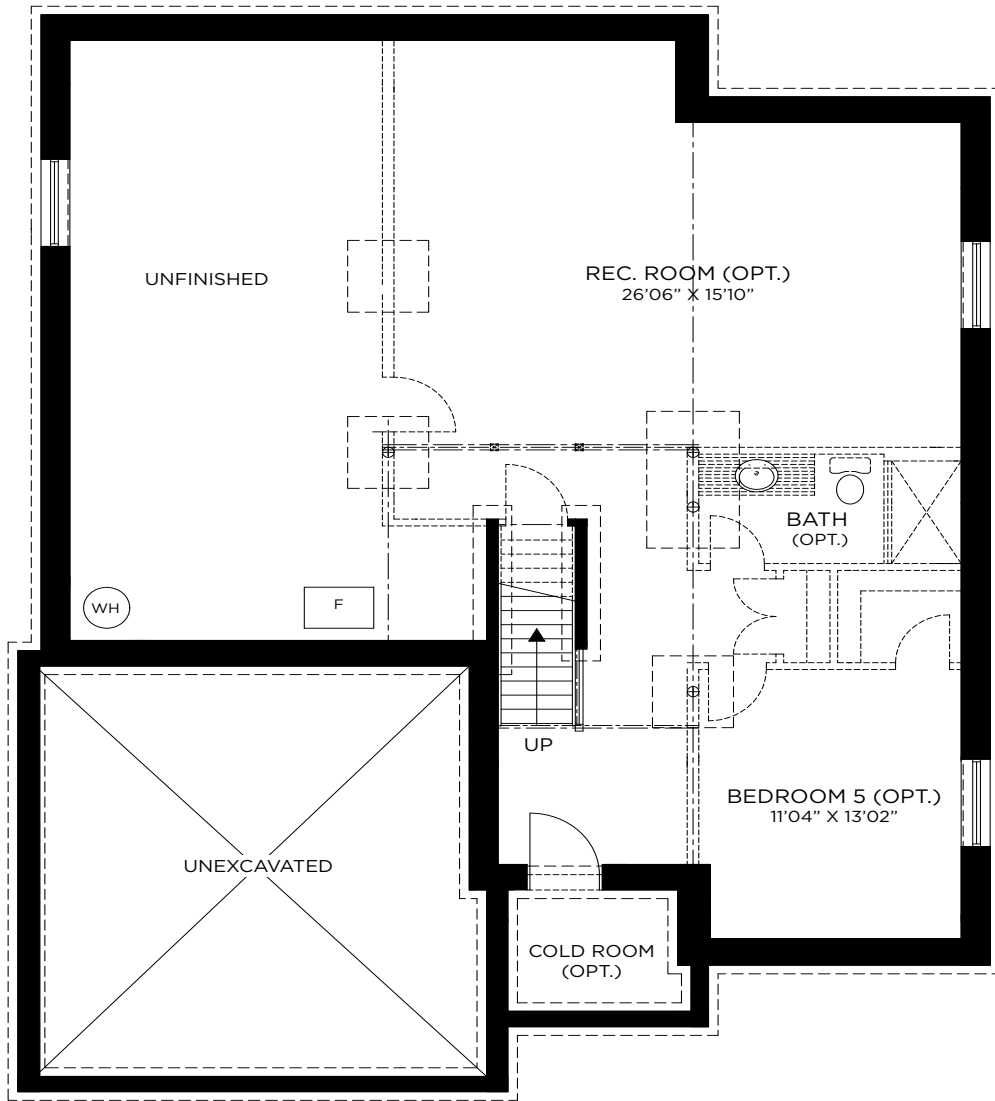 UNFINISHED
REC. ROOM (OPT.)
26’06” X 15’10”
BATH
(OPT.)
WH
F
UP
BEDROOM 5 (OPT.)
11’04” X 13’02”
UNEXCAVATED
COLD ROOM
(OPT.)